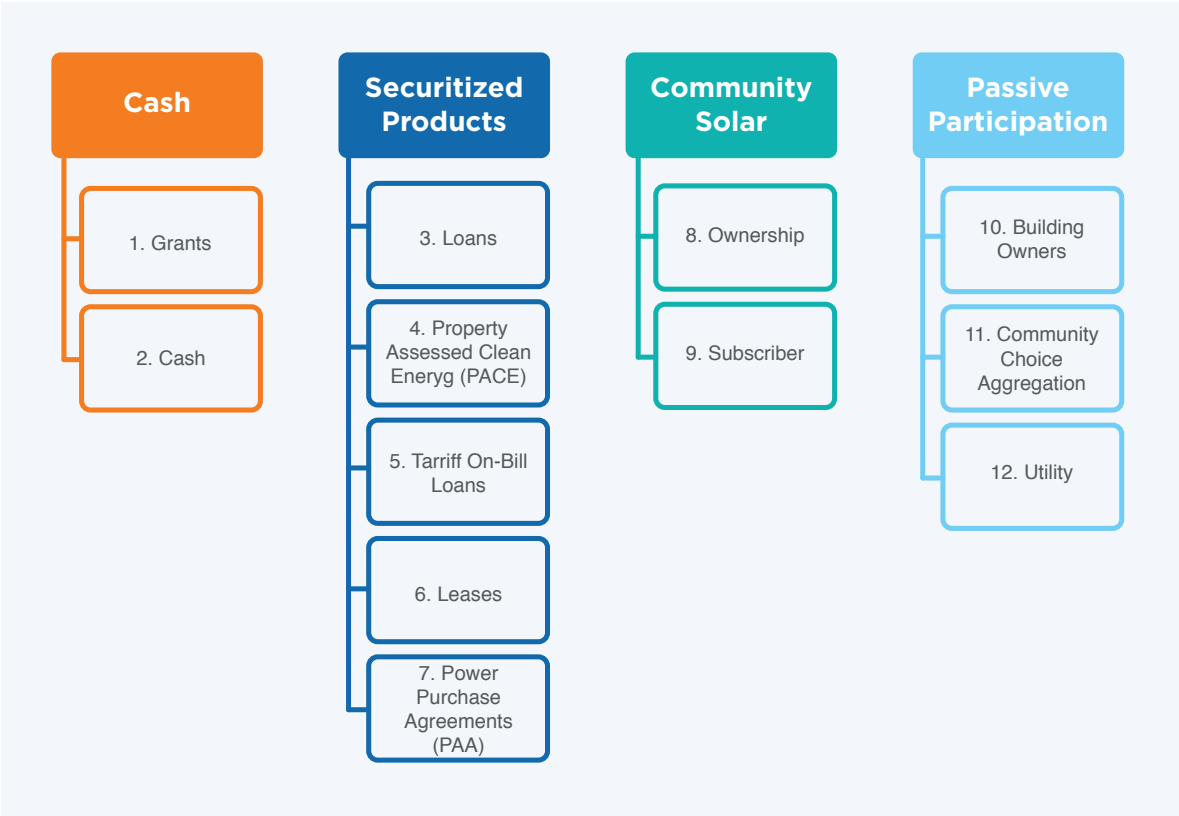 Cash
1. Grants
2. Cash
Securitized
Products
3. Loans
4. Property
Assessed Clean
Eneryg (PACE)
5. Tarriff On-Bill
Loans
6. Leases
7. Power
Purchase
Agreements
(PAA)
Community
Solar
8. Ownership
9. Subscriber
Passive
Participation
10. Building
Owners
11. Community
Choice
Aggregation
12. Utility